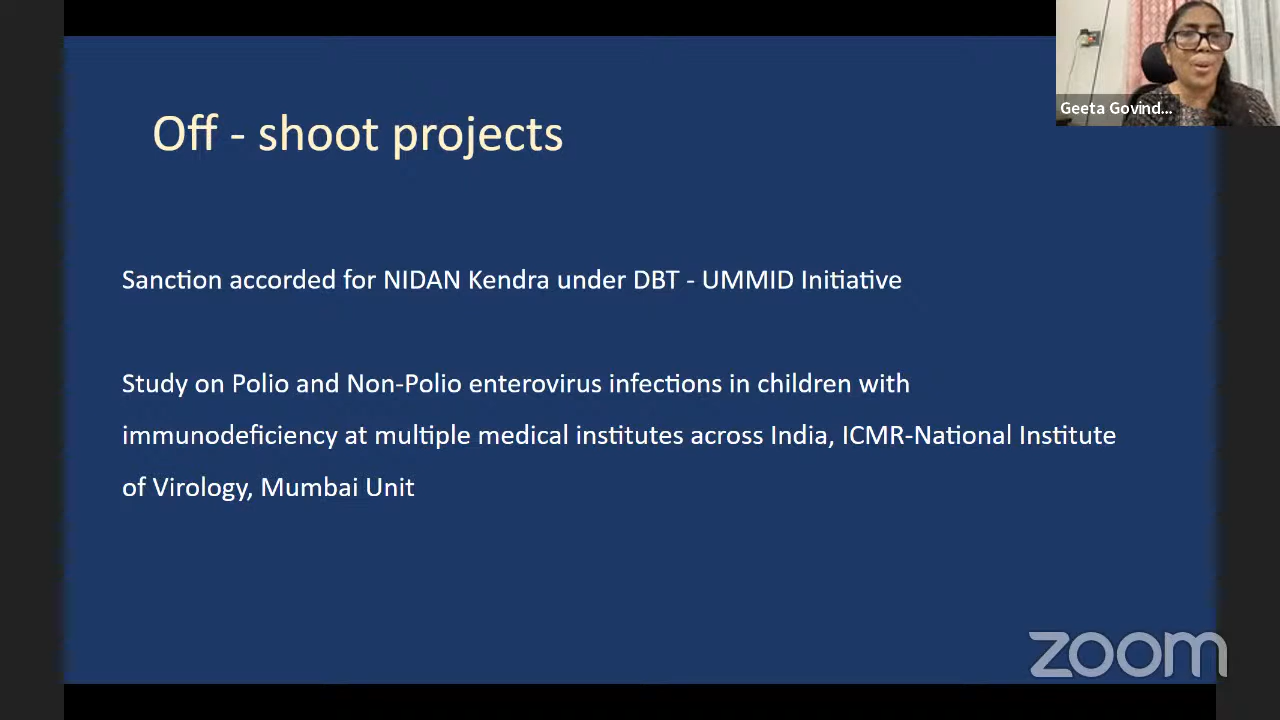 Geeta Govind...
Off - shoot projects
Sanction accorded for NIDAN Kendra under DBT - UMMID Initiative
Study on Polio and Non-Polio enterovirus infections in children with
immunodeficiency at multiple medical institutes across India, ICMR-National Institute
of Virology, Mumbai Unit
zoom